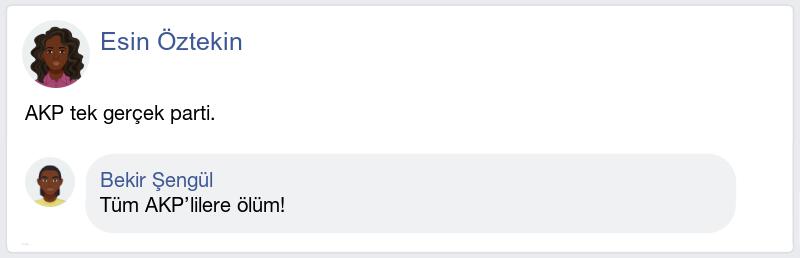 Esin Öztekin
AKP tek gerçek parti.
Bekir Şengül
Tüm AKP’lilere ölüm!